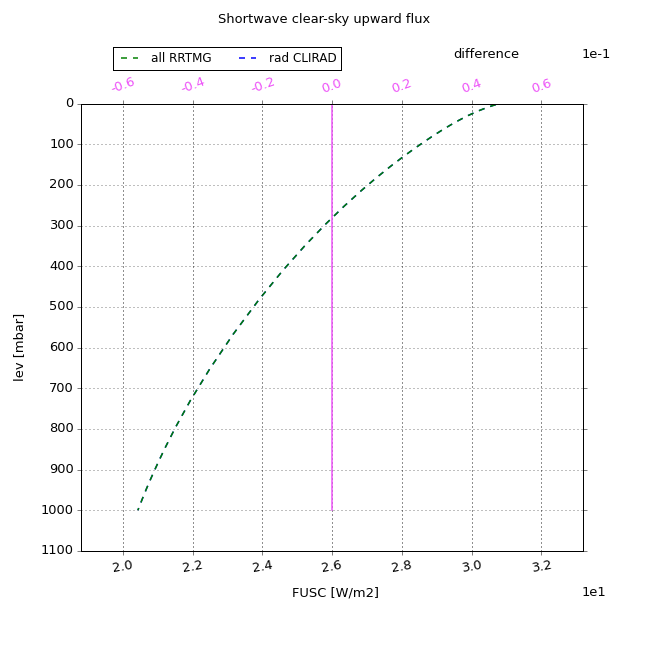 Shortwave clear-sky upward flux
all RRTMG rad CLIRAD
difference 1e-1
-0.6 -0.4 -0.2 0.0 0.2 0.4 0.6
0
100
200
300
400
500
600
700
800
900
1000
1100
lev [mbar]
2.0 2.2 2.4 2.6 2.8 3.0 3.2
FUSC [W/m2] 1e1